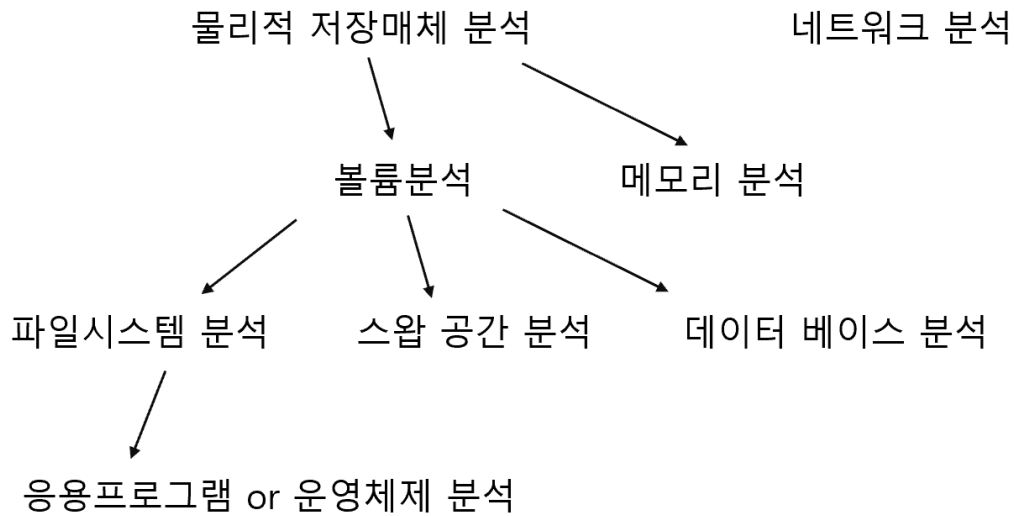 물리적 저장매체 분석 네트워크 분석
볼륨분석 메모리 분석
파일시스템 분석 스왑 공간 분석 데이터 베이스 분석
응용프로그램 or 운영체제 분석